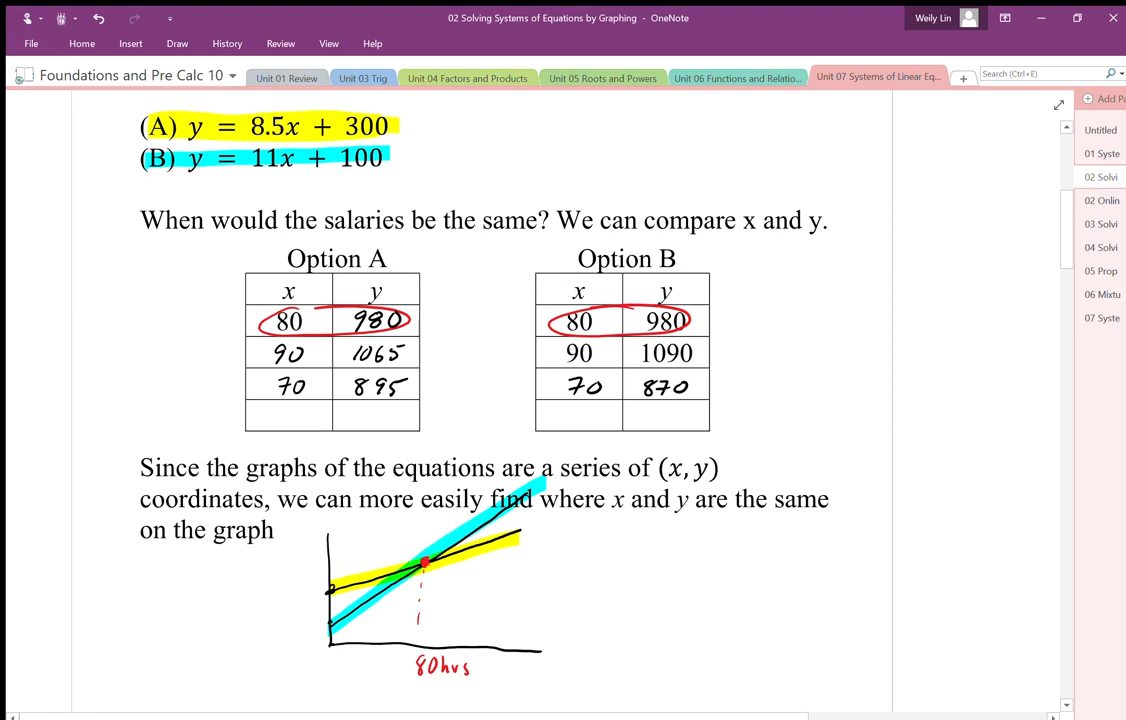 02 Solving Systems of Equations by Graphing - OneNote
Weily Lin
File Home Insert Draw History Review View Help
Foundations and Pre Calc 10
Unit 01 Review Unit 03 Trig Unit 04 Factors and Products Unit 05 Roots and Powers Unit 06 Functions and Relatio... Unit 07 Systems of Linear Eq...
Search (Ctrl+E)
Add Pa
Untitled
01 Syste
02 Solvi
02 Onlin
03 Solvi
04 Solvi
05 Prop
06 Mixtu
07 Syste
(A) y = 8.5x + 300
(B) y = 11x + 100
When would the salaries be the same? We can compare x and y.
Option A Option B
x y x y
80 980 80 980
90 1065 90 1090
70 895 70 870
Since the graphs of the equations are a series of (x, y)
coordinates, we can more easily find where x and y are the same
on the graph
80hrs